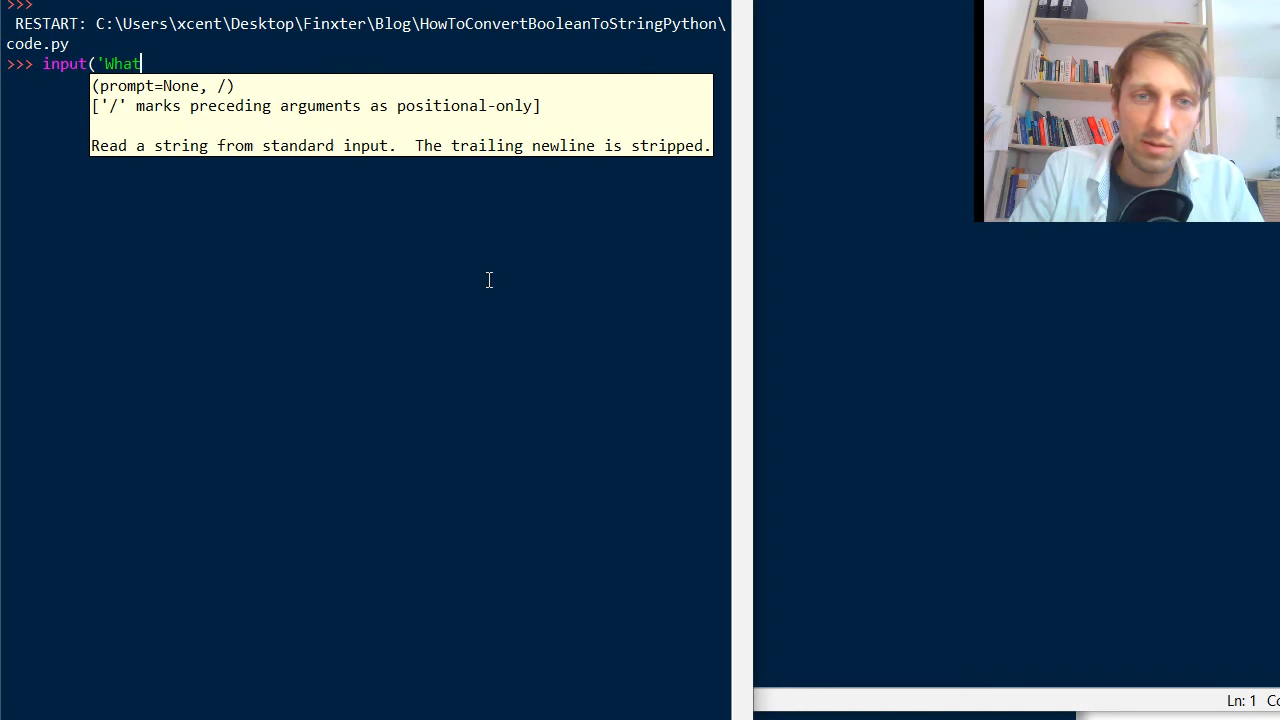 >>>
RESTART: C:\Users\xcent\Desktop\Finxter\Blog\HowToConvertBooleanToStringPython\
code.py
>>> input('What
(prompt=None, /)
['/' marks preceding arguments as positional-only]
Read a string from standard input.  The trailing newline is stripped.
Ln: 1 Co